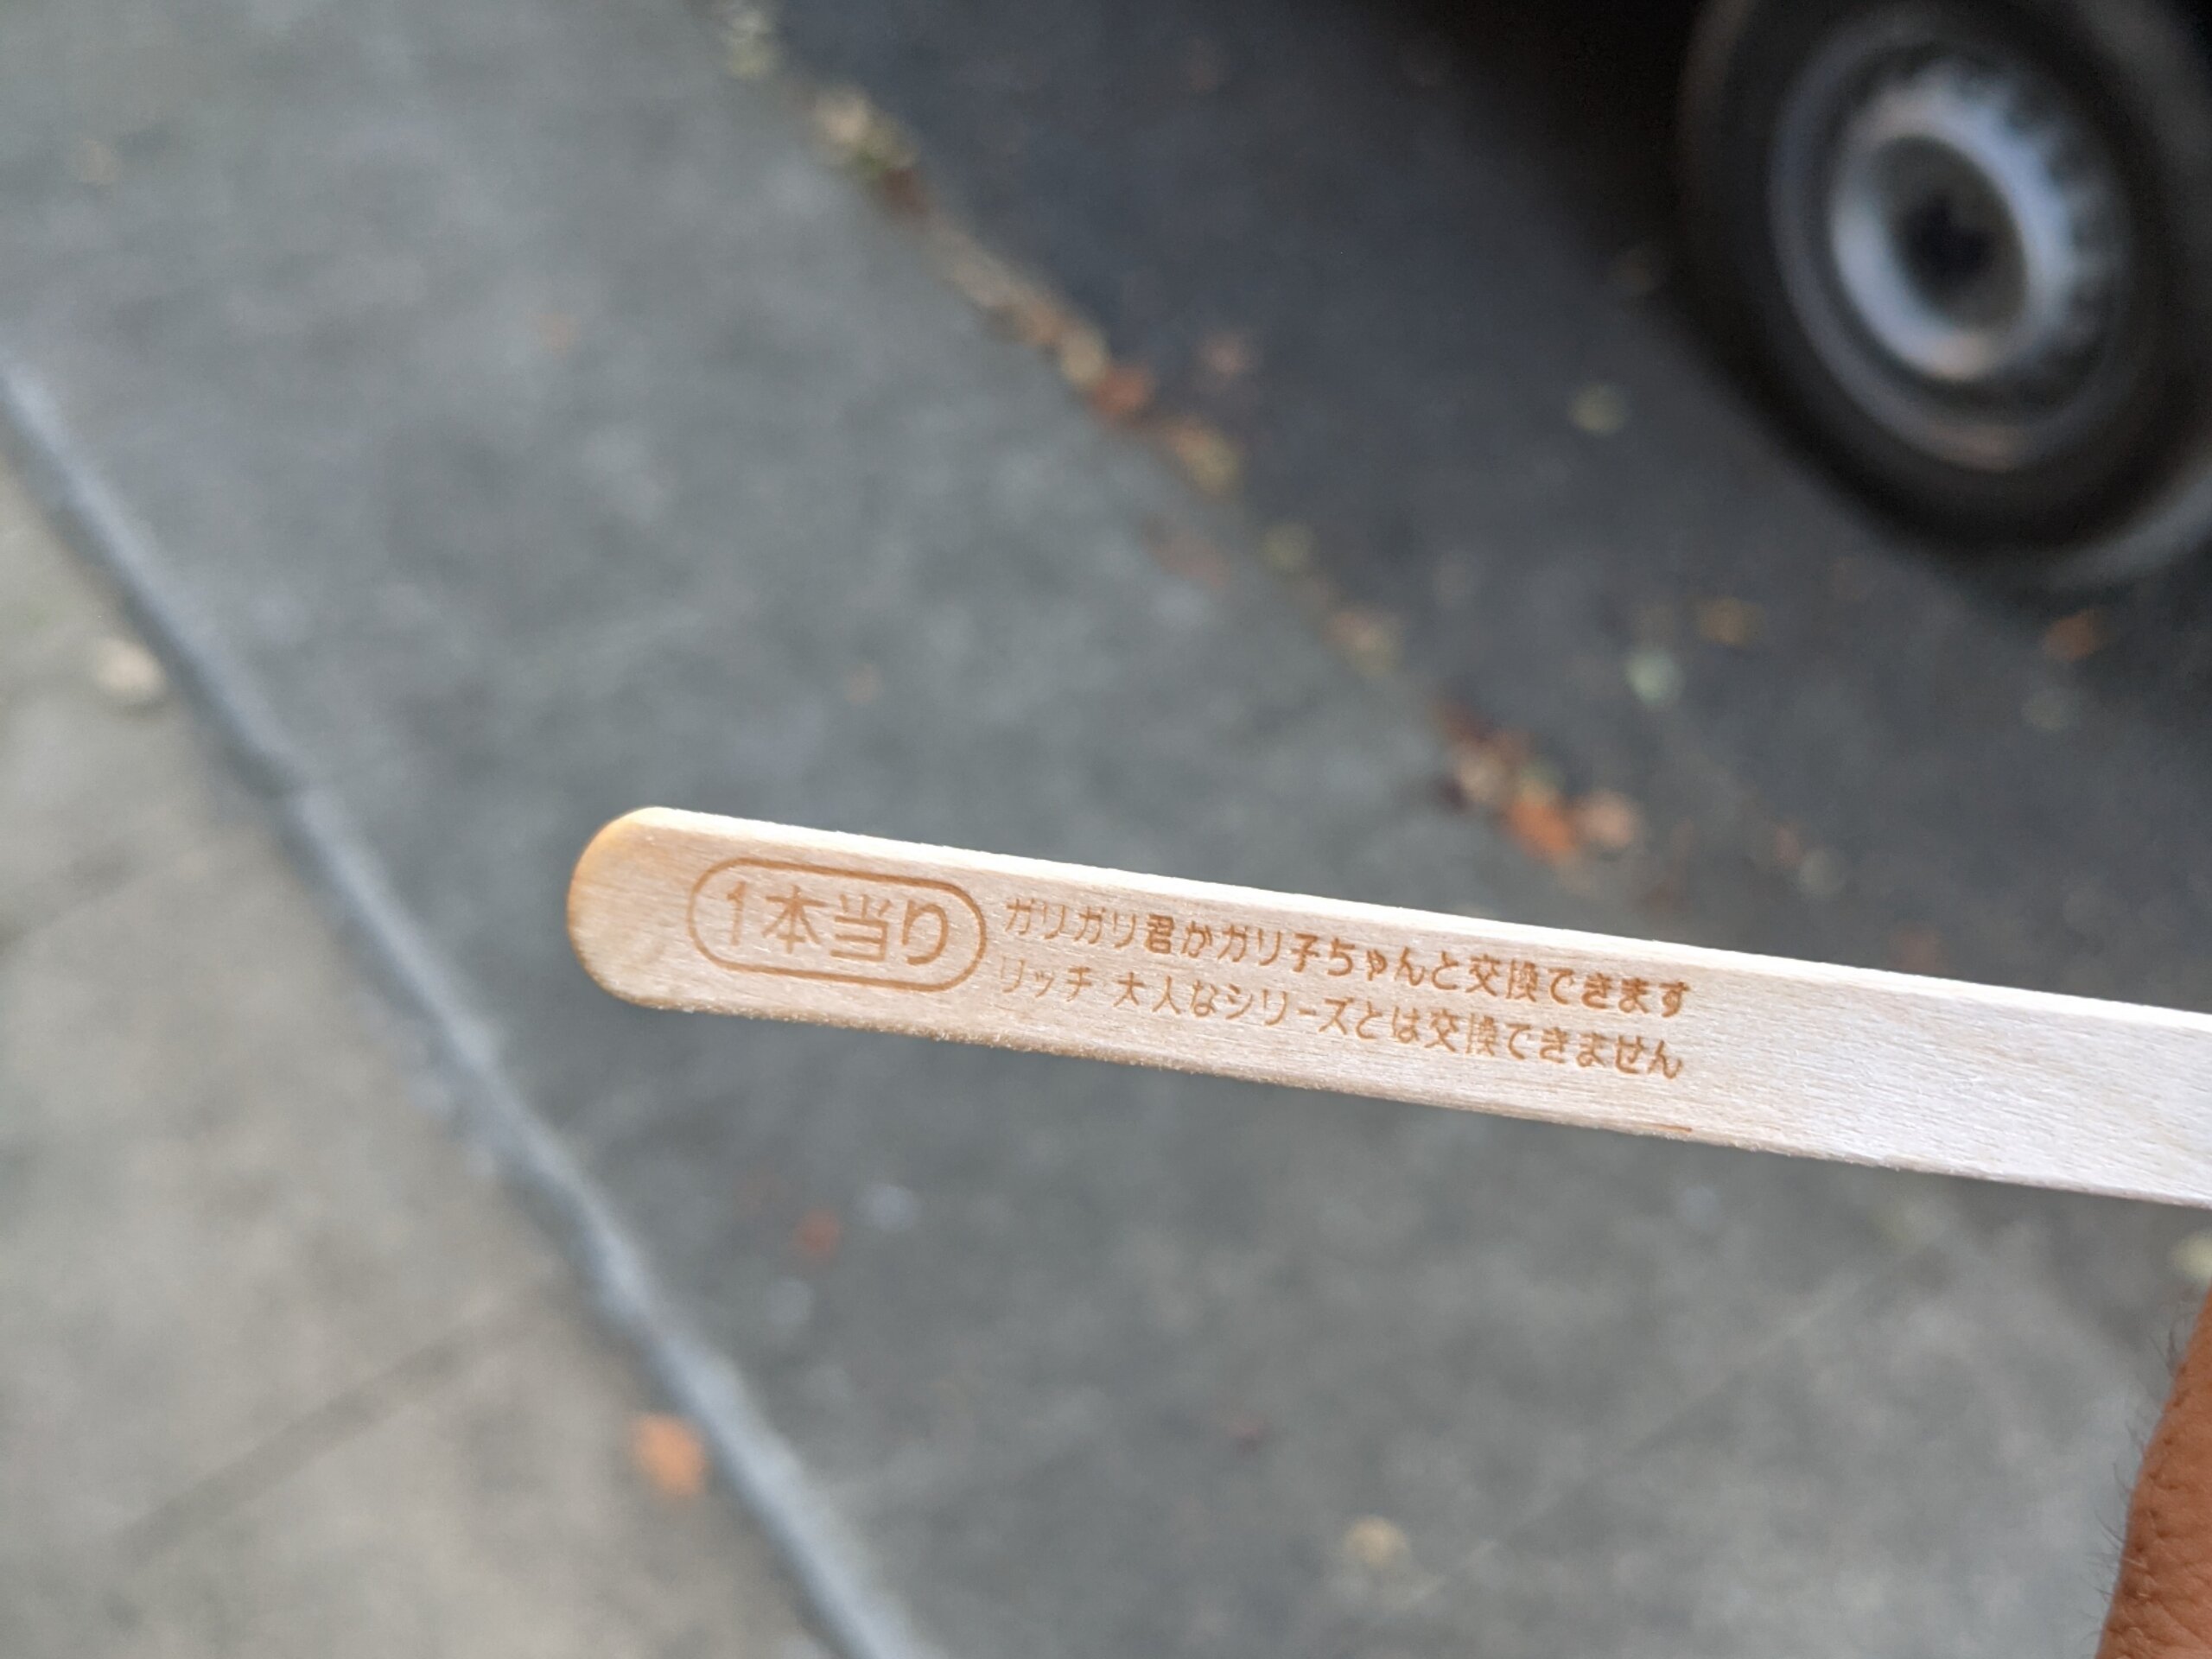 1本当り
ガリガリ君かガリ子ちゃんと交換できます
リッチ 大人なシリーズとは交換できません